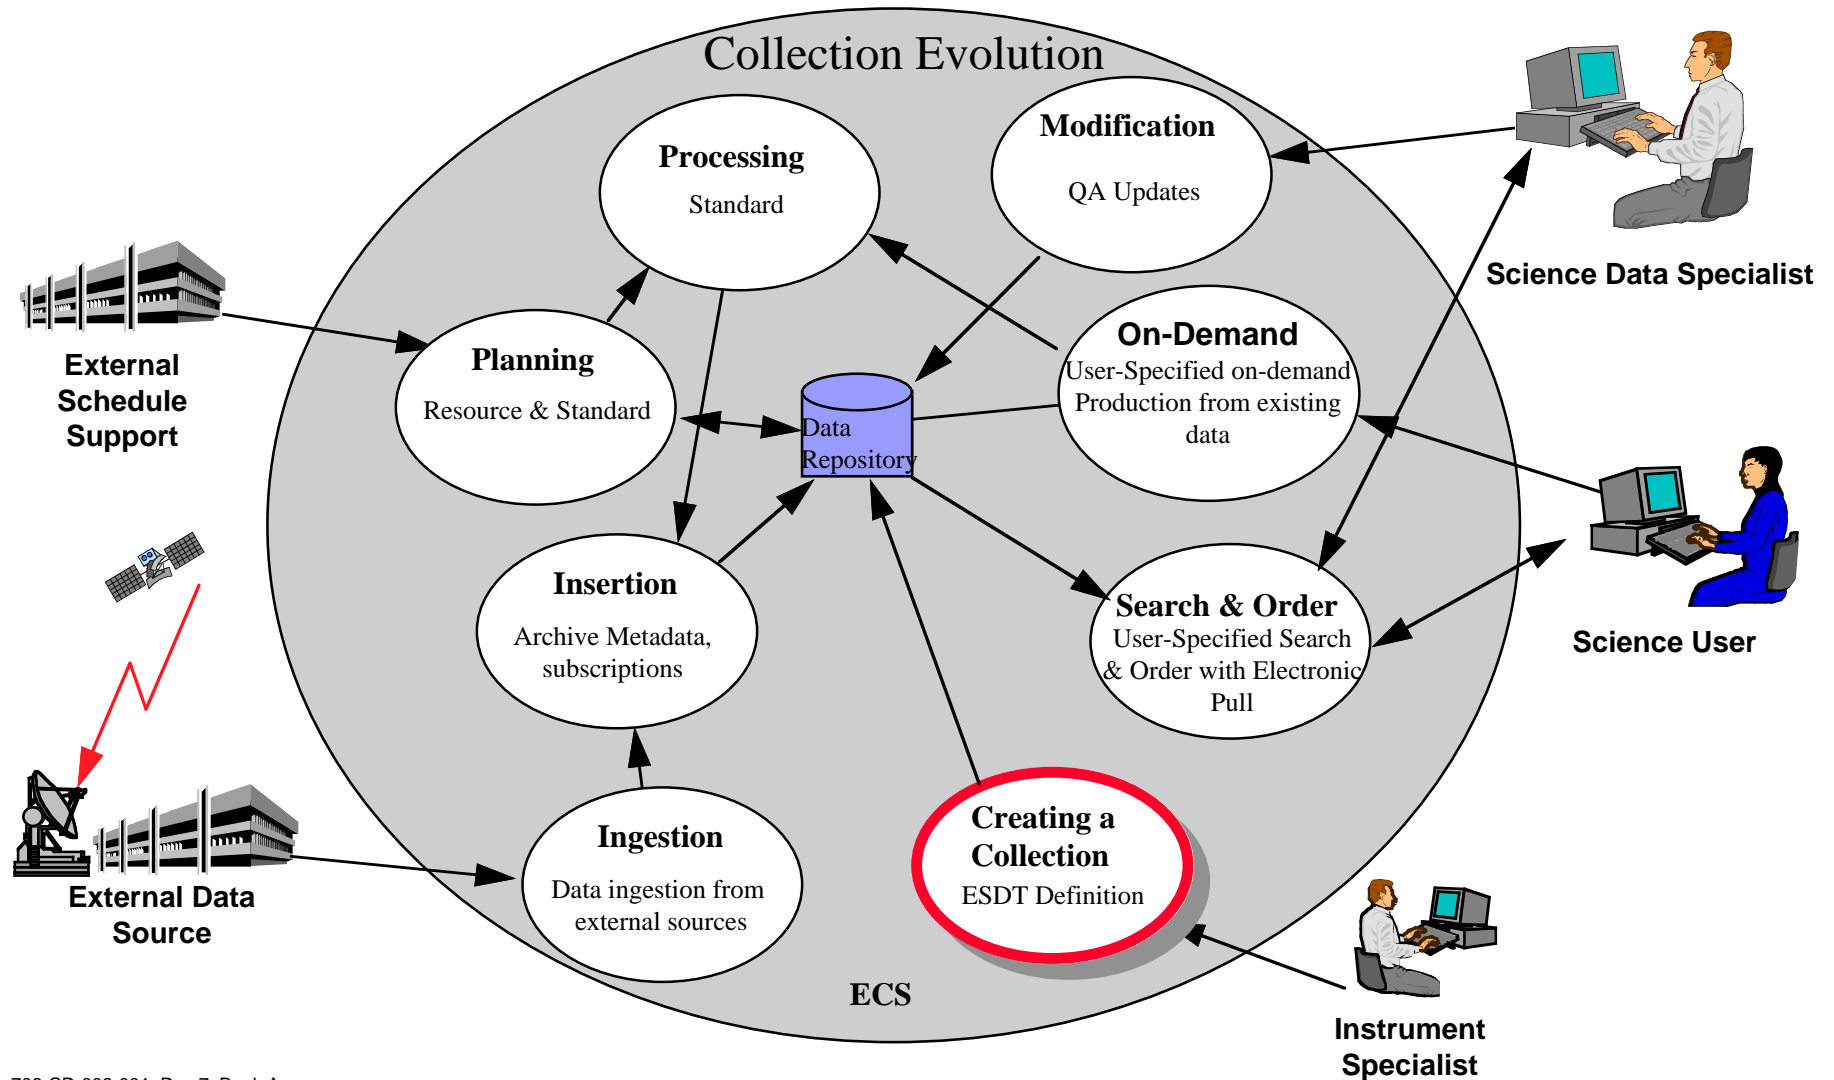 Collection Evolution
Processing
Standard
Modification
QA Updates
Science Data Specialist
External
Schedule
Support
Planning
Resource & Standard
On-Demand
User-Specified on-demand
Production from existing
data
Data
Repository
Insertion
Archive Metadata,
subscriptions
Search & Order
User-Specified Search
& Order with Electronic
Pull
Science User
External Data
Source
Ingestion
Data ingestion from
external sources
Creating a
Collection
ESDT Definition
ECS
Instrument
Specialist